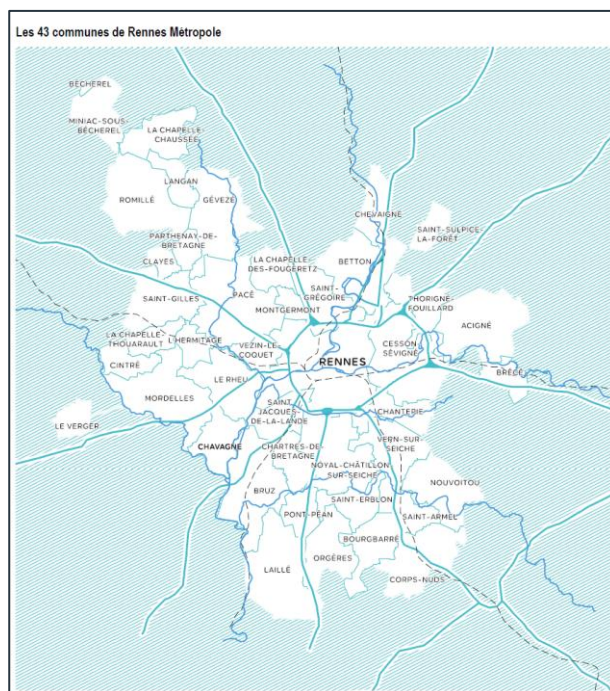 Les 43 communes de Rennes Métropole
BÉCHEREL
MINIAC-SOUS-
BÉCHEREL
LA CHAPELLE-
CHAUSSÉE
LANGAN
ROMILLÉ
GÉVEZÉ
CHEVAIGNÉ
SAINT-SULPICE-
LA-FORÊT
PARTHENAY-DE-
BRETAGNE
CLAYES
LA CHAPELLE-
DES-FOUGERETZ
BETTON
SAINT-
GRÉGOIRE
SAINT-GILLES
PACÉ
MONTGERMONT
THORIGNÉ-
FOUILLARD
ACIGNÉ
LA CHAPELLE-
THOUARAULT
L'HERMITAGE
VEZIN-LE-
COQUET
CESSON
SÉVIGNÉ
RENNES
CINTRÉ
LE RHEU
BRÉCÉ
MORDELLES
SAINT
JACQUES
-DE-LA-LANDE
CHANTEPIE
LE VERGER
CHAVAGNE
CHARTRES-DE-
BRETAGNE
VERN-SUR-
SEICHE
NOYAL-CHÂTILLON
SUR-SEICHE
NOUVOITOU
BRUZ
SAINT-ERBLON
PONT-PÉAN
SAINT-ARMEL
BOURGBARRÉ
ORGÈRES
LAILLÉ
CORPS-NUDS